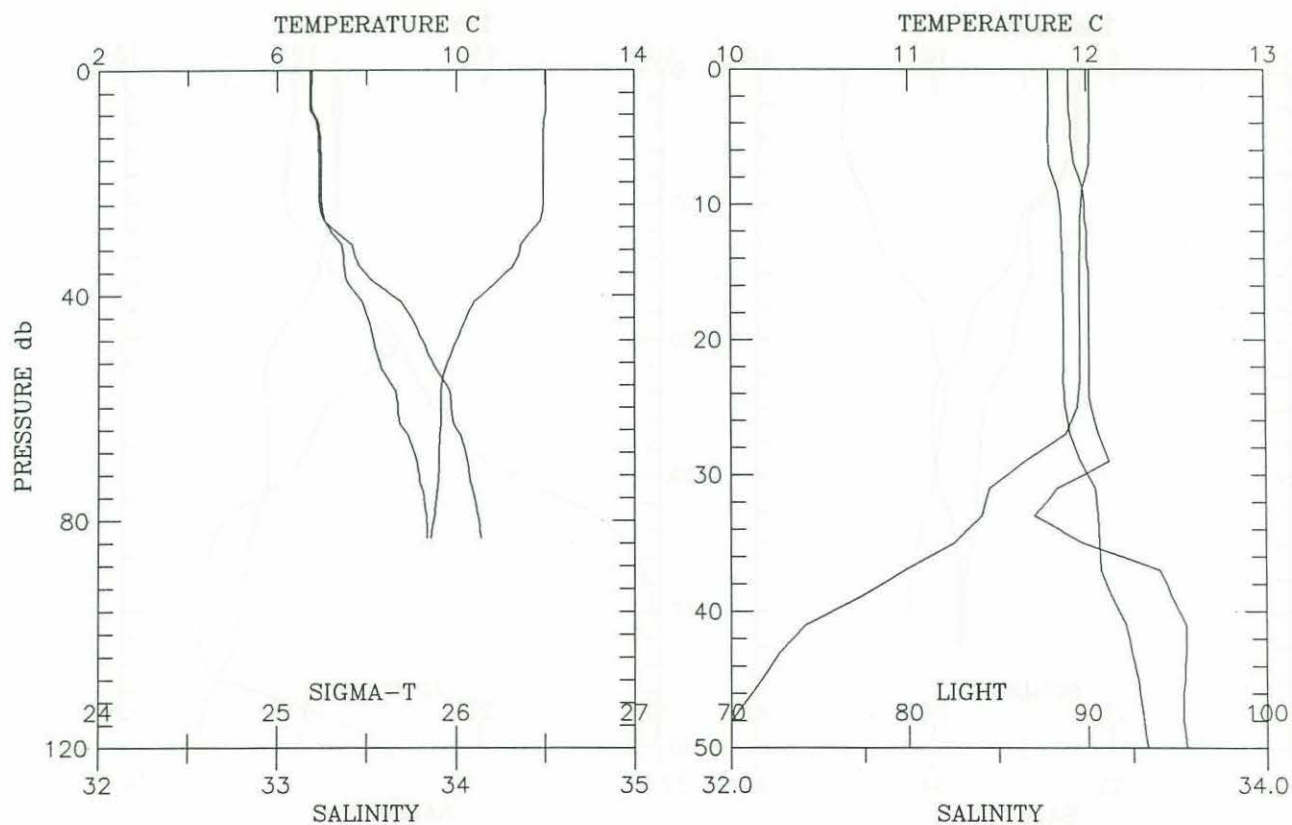 TEMPERATURE C
2 6 10 14
0
40
80
120
PRESSURE db
SIGMA-T
24 25 26 27
32 33 34 35
SALINITY
TEMPERATURE C
10 11 12 13
0
10
20
30
40
50
LIGHT
70 80 90 100
32.0 34.0
SALINITY